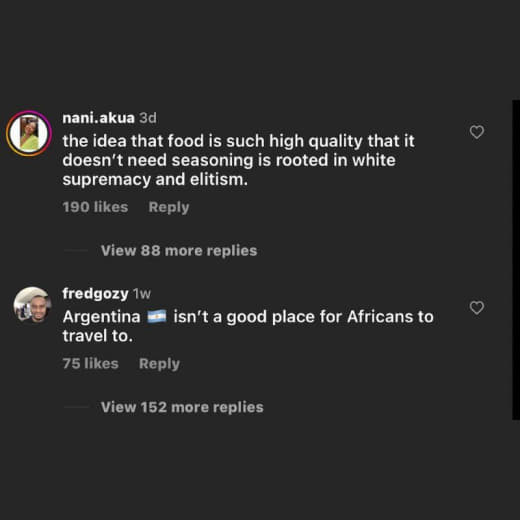 nani.akua 3d
the idea that food is such high quality that it
doesn't need seasoning is rooted in white
supremacy and elitism.
190 likes Reply
View 88 more replies
fredgozy 1w
Argentina 🇦🇷 isn't a good place for Africans to
travel to.
75 likes Reply
View 152 more replies